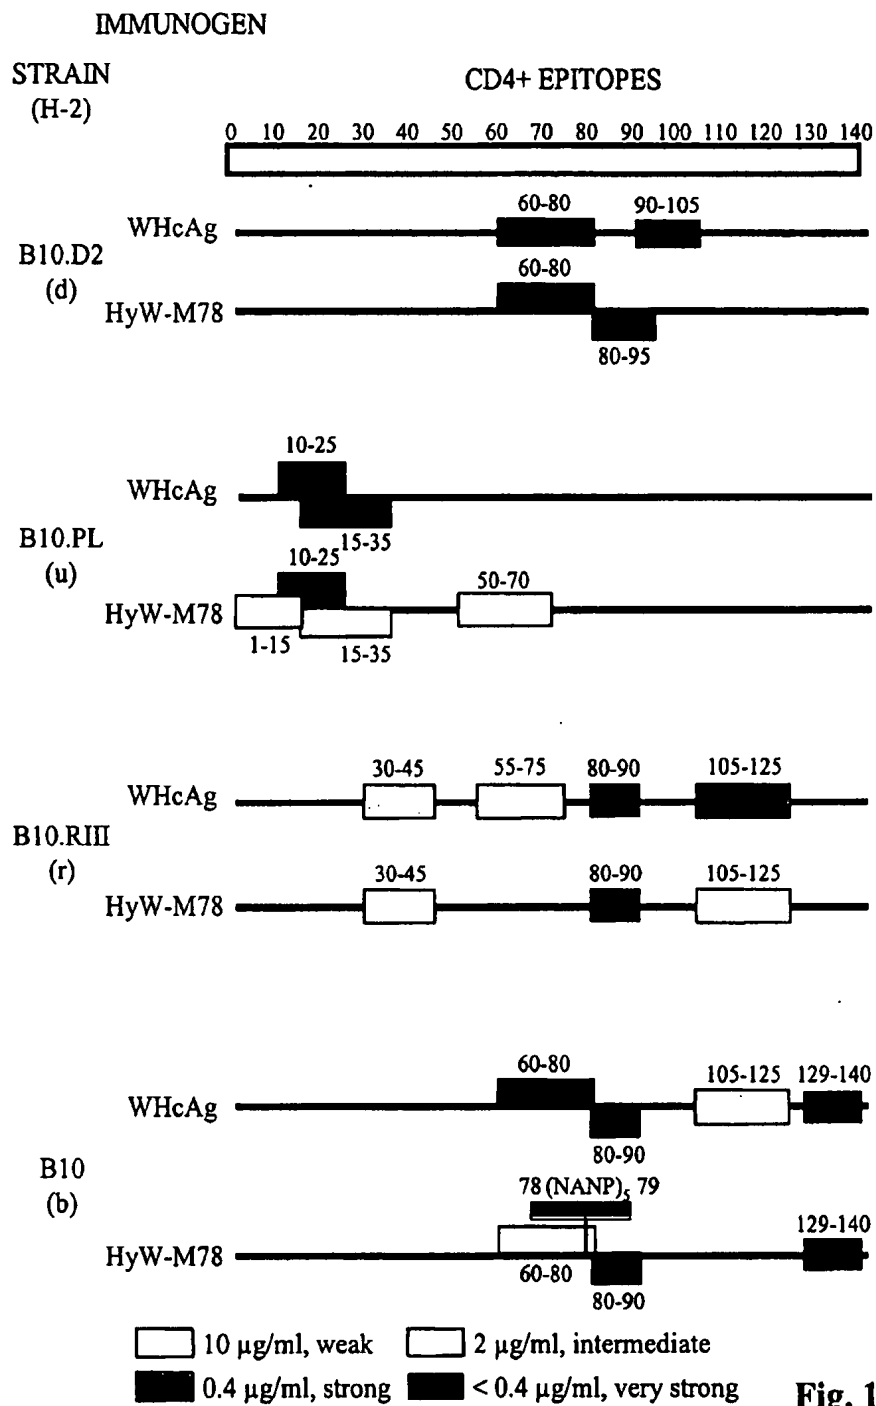 IMMUNOGEN
STRAIN
(H-2)
CD4+ EPITOPES
0 10 20 30 40 50 60 70 80 90 100 110 120 130 140
B10.D2
(d)
WHcAg
60-80 90-105
HyW-M78
60-80
80-95
B10.PL
(u)
WHcAg
10-25
15-35
HyW-M78
10-25 50-70
1-15 15-35
B10.RIII
(r)
WHcAg
30-45 55-75 80-90 105-125
HyW-M78
30-45 80-90 105-125
B10
(b)
WHcAg
60-80 105-125 129-140
80-90
HyW-M78
78 (NANP)5 79
129-140
60-80
80-90
10 µg/ml, weak 2 µg/ml, intermediate
0.4 µg/ml, strong < 0.4 µg/ml, very strong
Fig. 1